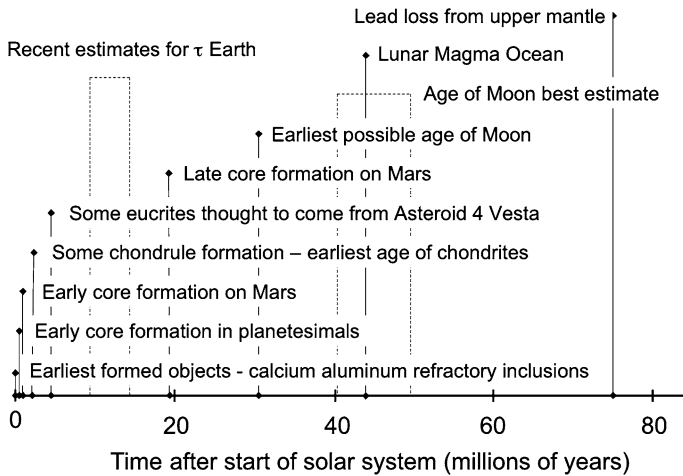 Lead loss from upper mantle
Recent estimates for τ Earth
Lunar Magma Ocean
Age of Moon best estimate
Earliest possible age of Moon
Late core formation on Mars
Some eucrites thought to come from Asteroid 4 Vesta
Some chondrule formation – earliest age of chondrites
Early core formation on Mars
Early core formation in planetesimals
Earliest formed objects - calcium aluminum refractory inclusions
0 20 40 60 80
Time after start of solar system (millions of years)